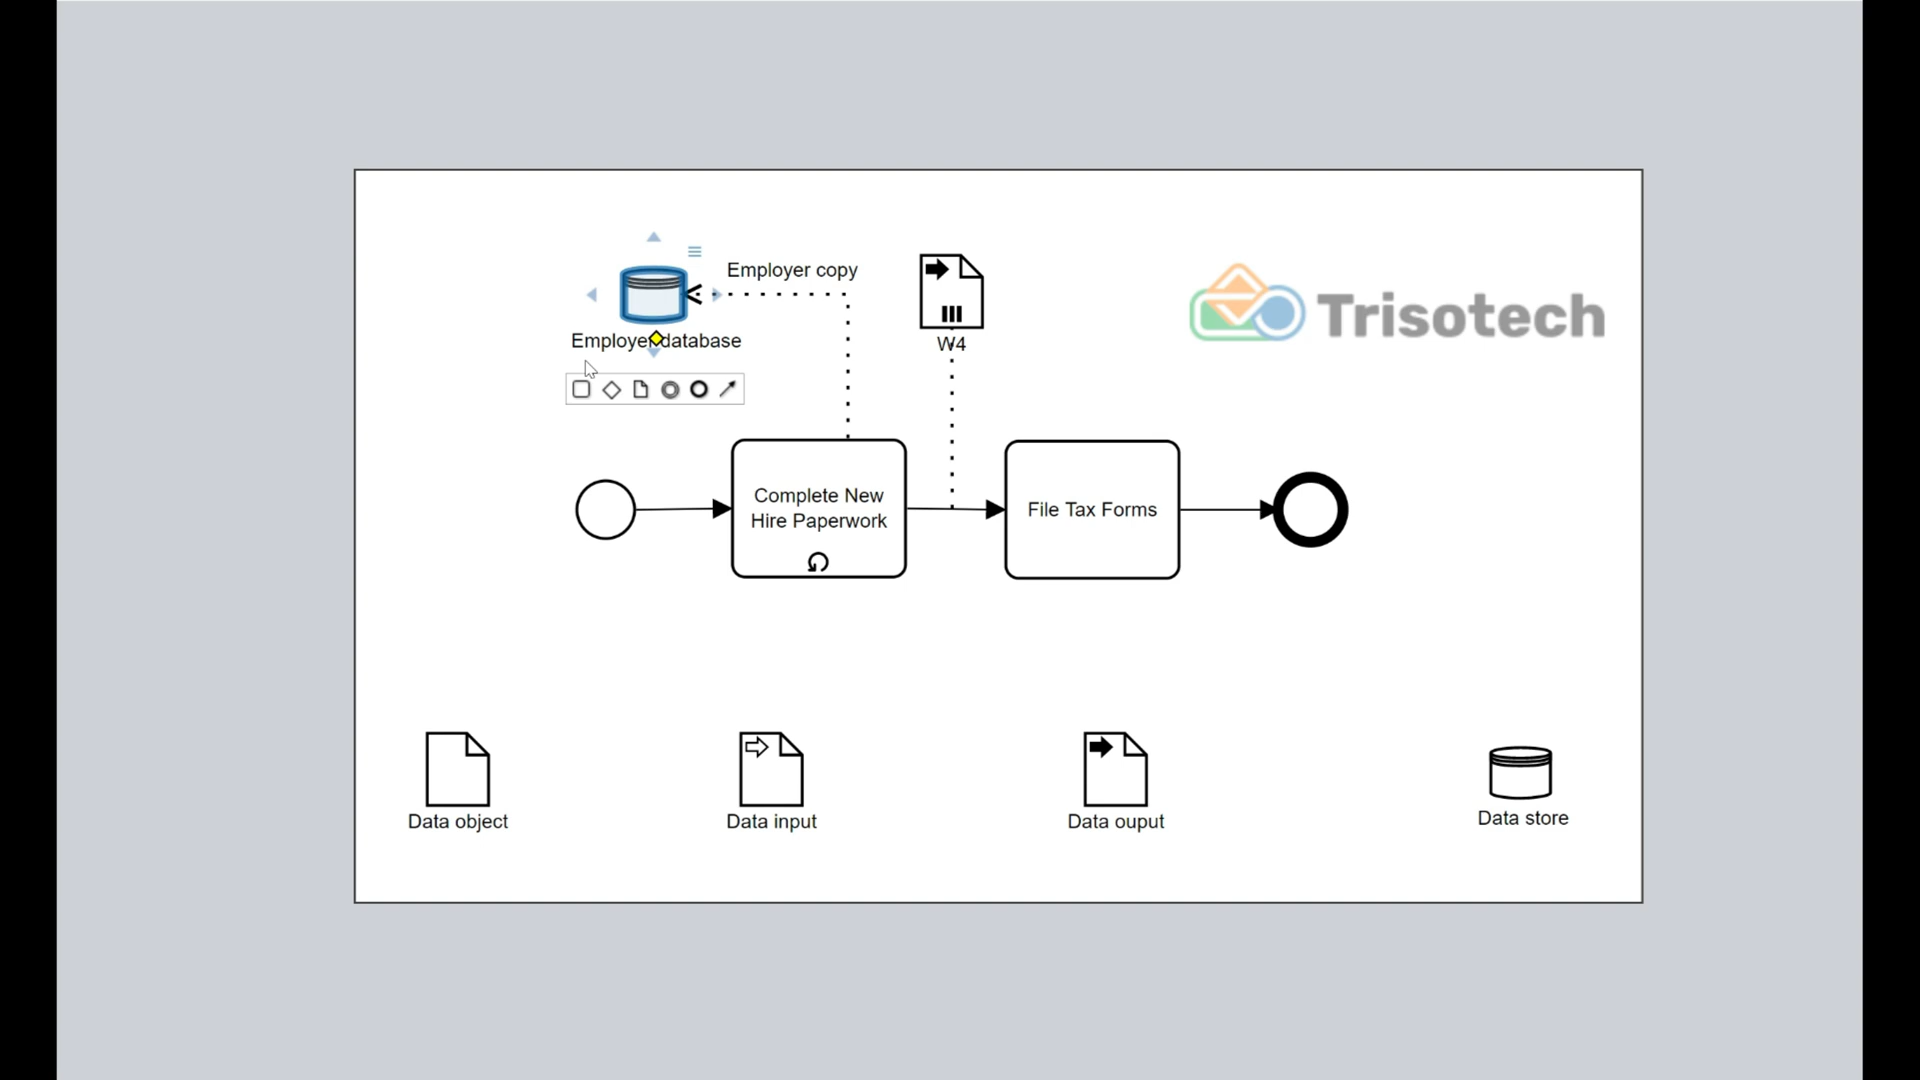 Employer copy
Trisotech
Employer database
W4
Complete New
Hire Paperwork
File Tax Forms
Data object
Data input
Data ouput
Data store